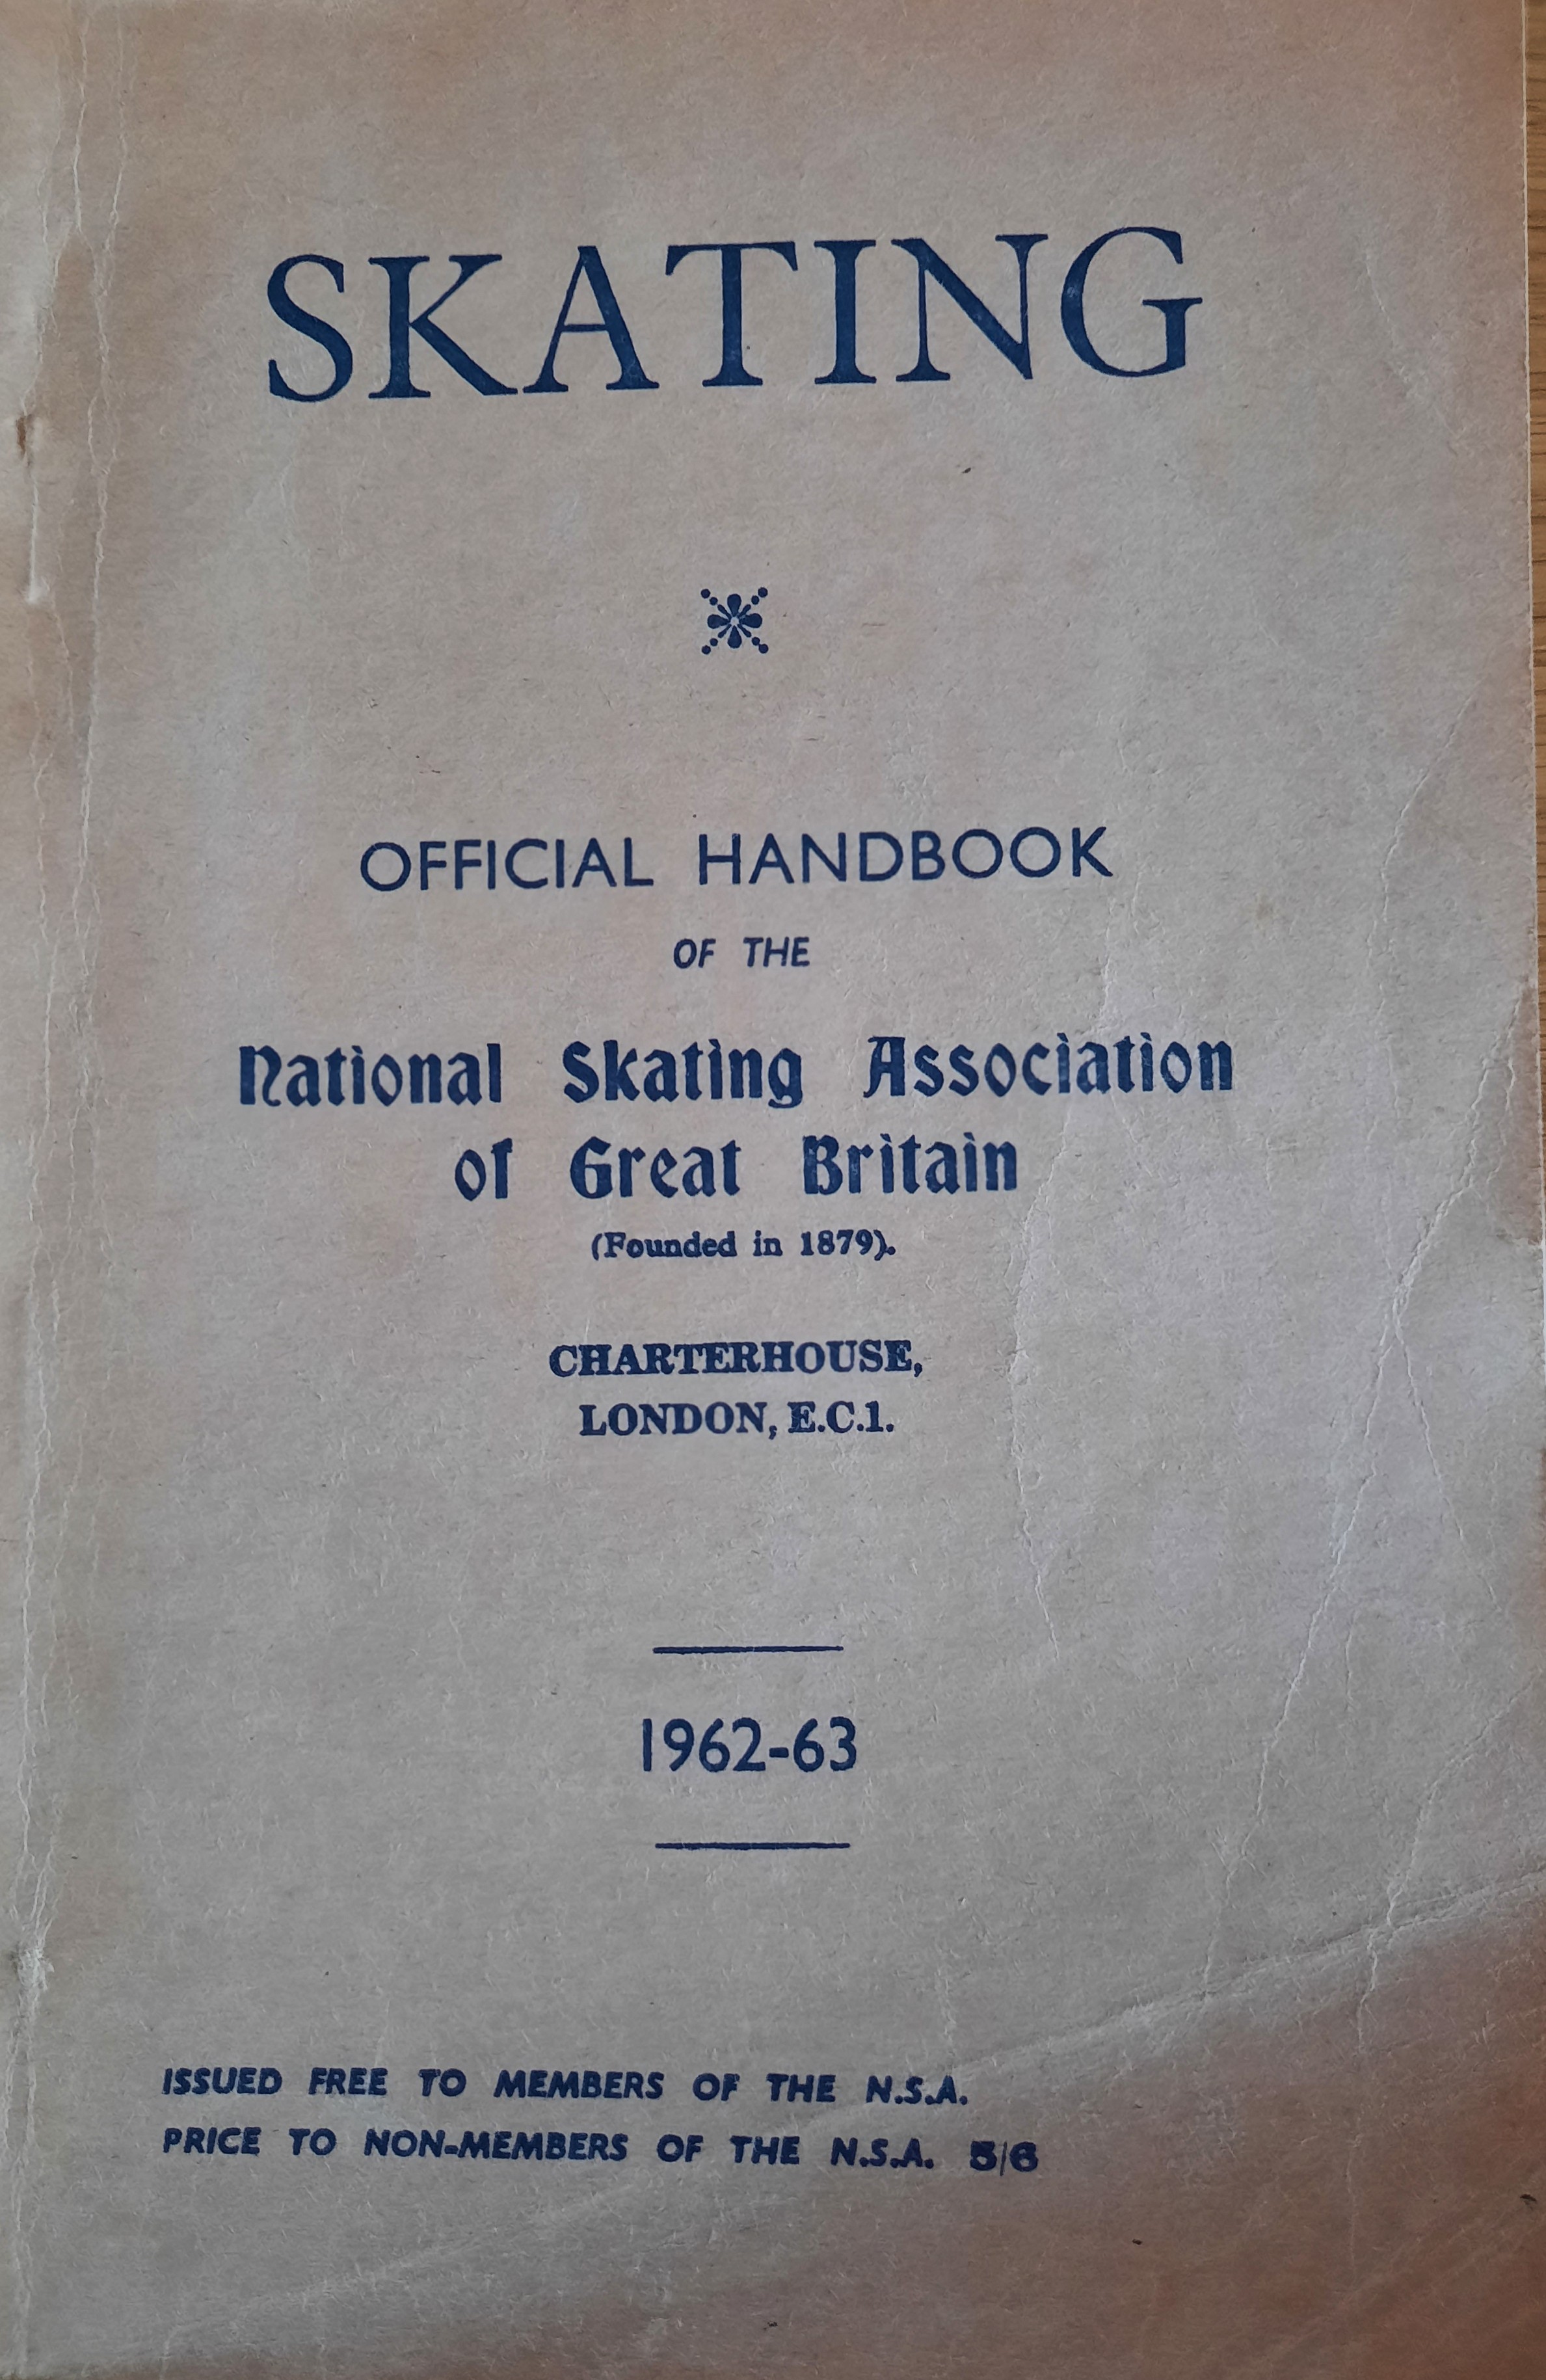 SKATING
OFFICIAL HANDBOOK
OF THE
National Skating Association
of Great Britain
(Founded in 1879).
CHARTERHOUSE,
LONDON, E.C.1.
1962-63
ISSUED FREE TO MEMBERS OF THE N.S.A.
PRICE TO NON-MEMBERS OF THE N.S.A. 5/6